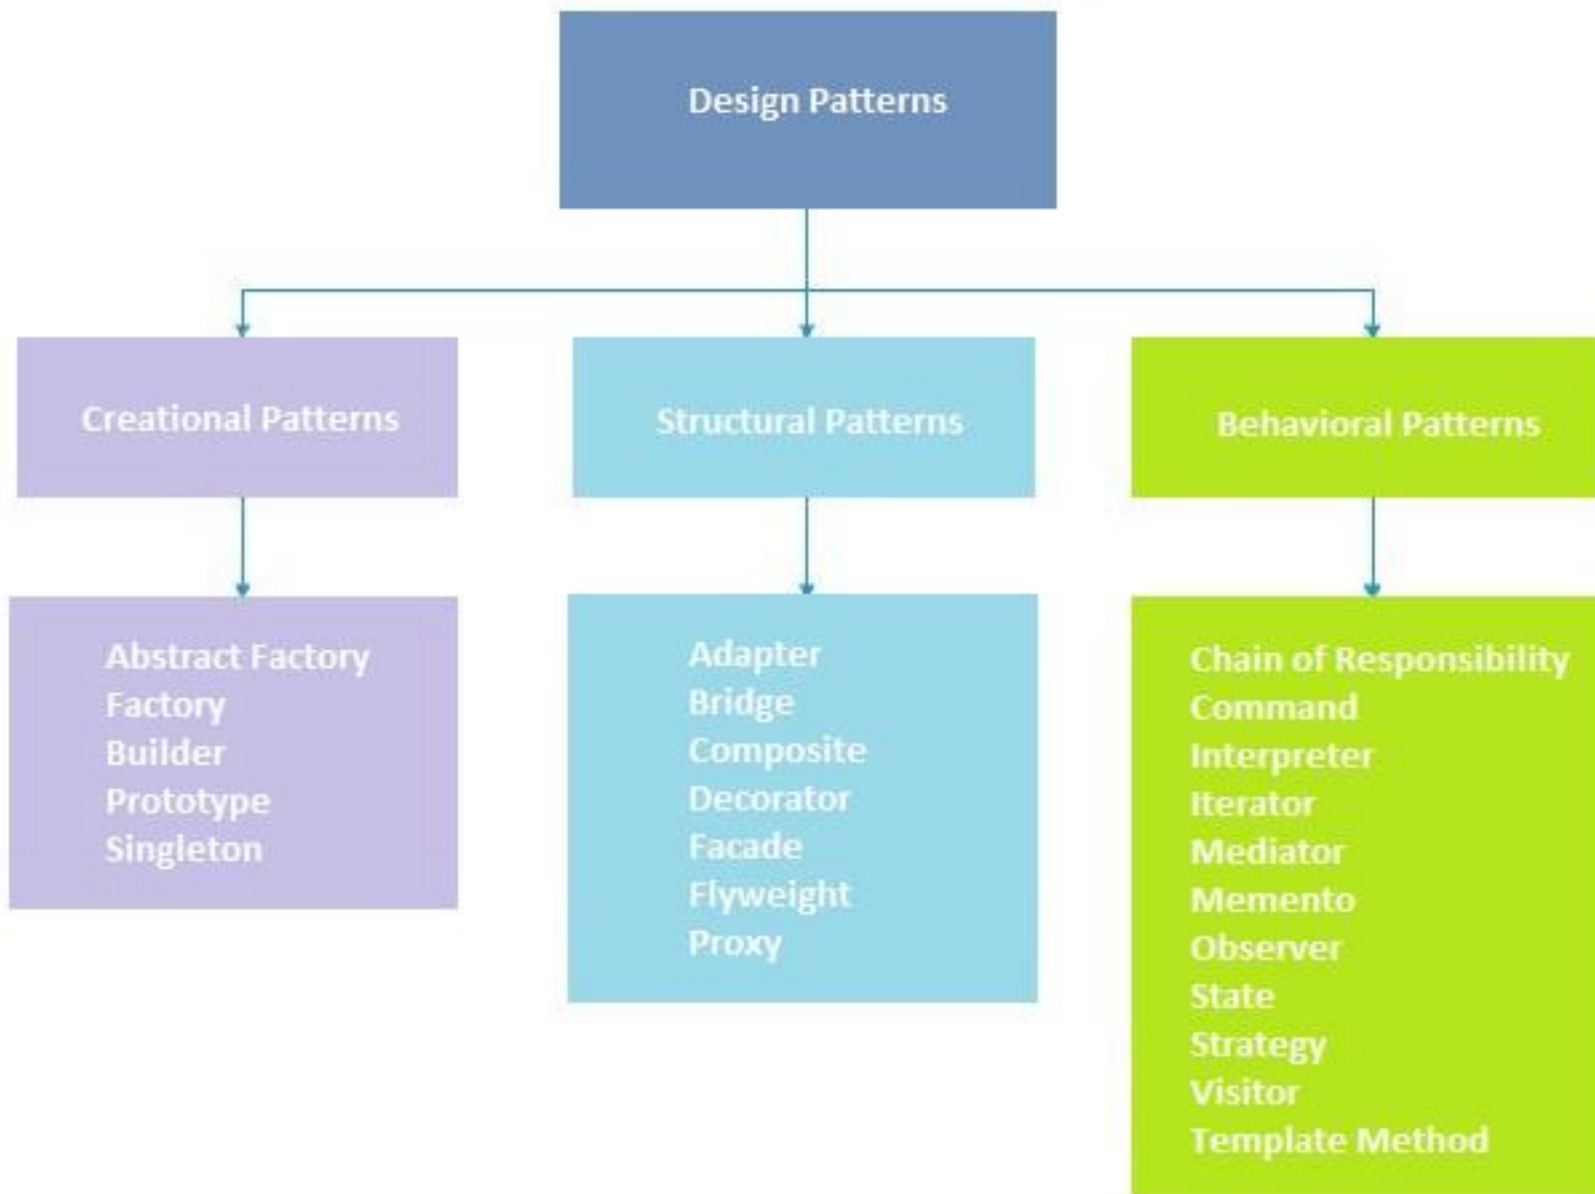 Design Patterns
Creational Patterns
Structural Patterns
Behavioral Patterns
Abstract Factory
Factory
Builder
Prototype
Singleton
Adapter
Bridge
Composite
Decorator
Facade
Flyweight
Proxy
Chain of Responsibility
Command
Interpreter
Iterator
Mediator
Memento
Observer
State
Strategy
Visitor
Template Method